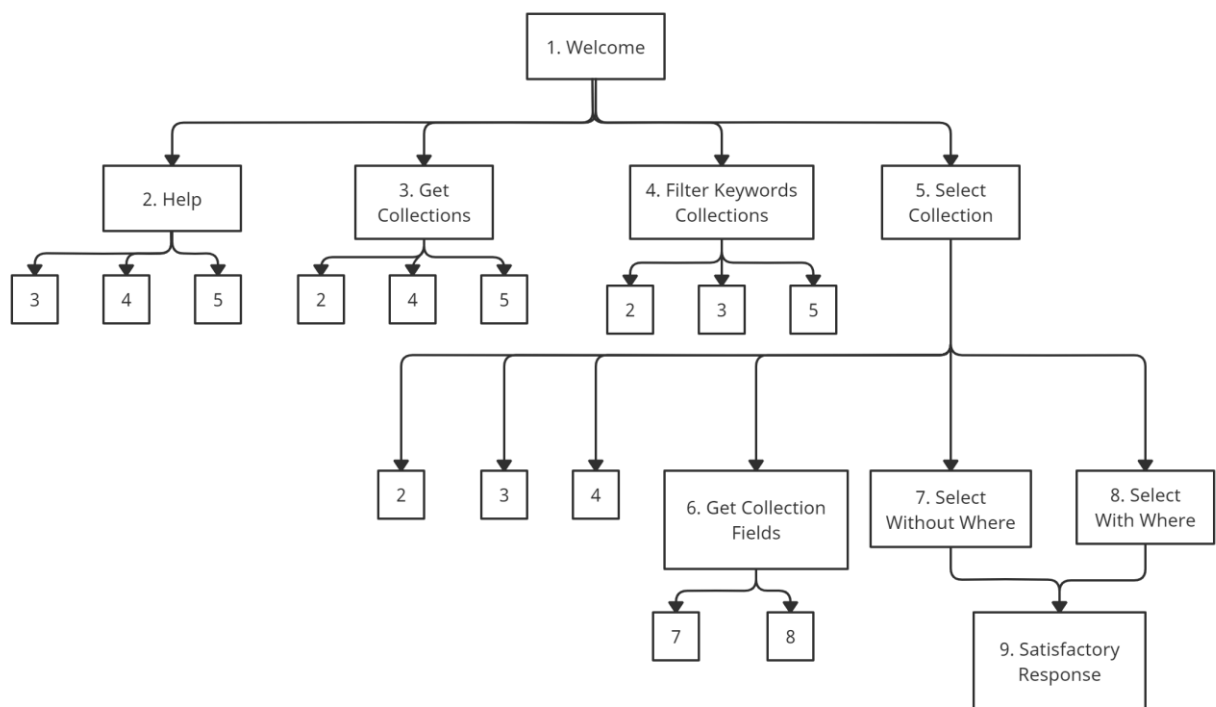 1. Welcome
2. Help
3. Get
Collections
4. Filter Keywords
Collections
5. Select
Collection
3
4
5
2
4
5
2
3
5
2
3
4
6. Get Collection
Fields
7. Select
Without Where
8. Select
With Where
7
8
9. Satisfactory
Response